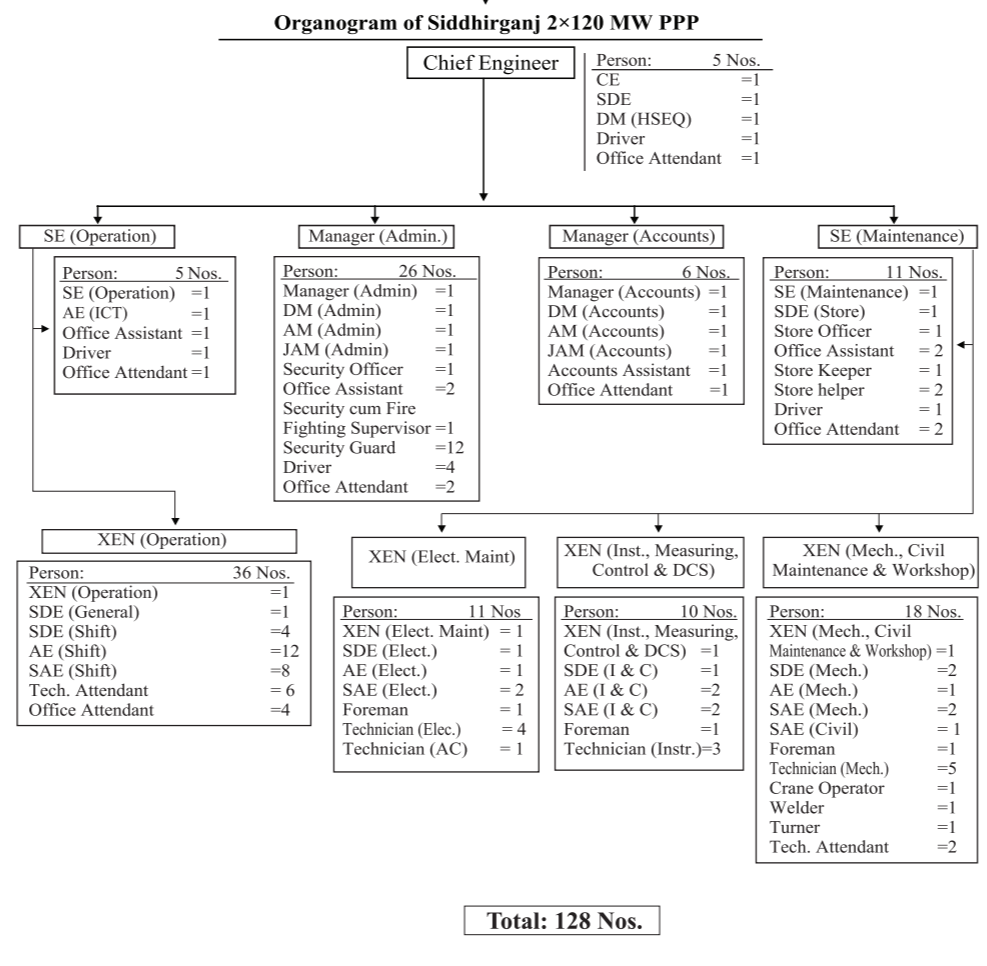 Organogram of Siddhirganj 2×120 MW PPP
Chief Engineer
Person: 5 Nos.
CE =1
SDE =1
DM (HSEQ) =1
Driver =1
Office Attendant =1
SE (Operation)
Manager (Admin.)
Manager (Accounts)
SE (Maintenance)
Person: 5 Nos.
SE (Operation) =1
AE (ICT) =1
Office Assistant =1
Driver =1
Office Attendant =1
Person: 26 Nos.
Manager (Admin) =1
DM (Admin) =1
AM (Admin) =1
JAM (Admin) =1
Security Officer =1
Office Assistant =2
Security cum Fire
Fighting Supervisor =1
Security Guard =12
Driver =4
Office Attendant =2
Person: 6 Nos.
Manager (Accounts) =1
DM (Accounts) =1
AM (Accounts) =1
JAM (Accounts) =1
Accounts Assistant =1
Office Attendant =1
Person: 11 Nos.
SE (Maintenance) =1
SDE (Store) =1
Store Officer = 1
Office Assistant = 2
Store Keeper = 1
Store helper = 2
Driver = 1
Office Attendant = 2
XEN (Operation)
Person: 36 Nos.
XEN (Operation) =1
SDE (General) =1
SDE (Shift) =4
AE (Shift) =12
SAE (Shift) =8
Tech. Attendant = 6
Office Attendant =4
XEN (Elect. Maint)
Person: 11 Nos
XEN (Elect. Maint) = 1
SDE (Elect.) = 1
AE (Elect.) = 1
SAE (Elect.) = 2
Foreman = 1
Technician (Elec.) = 4
Technician (AC) = 1
XEN (Inst., Measuring,
Control & DCS)
Person: 10 Nos.
XEN (Inst., Measuring,
Control & DCS) =1
SDE (I & C) =1
AE (I & C) =2
SAE (I & C) =2
Foreman =1
Technician (Instr.)=3
XEN (Mech., Civil
Maintenance & Workshop)
Person: 18 Nos.
XEN (Mech., Civil
Maintenance & Workshop) =1
SDE (Mech.) =2
AE (Mech.) =1
SAE (Mech.) =2
SAE (Civil) = 1
Foreman =1
Technician (Mech.) =5
Crane Operator =1
Welder =1
Turner =1
Tech. Attendant =2
Total: 128 Nos.